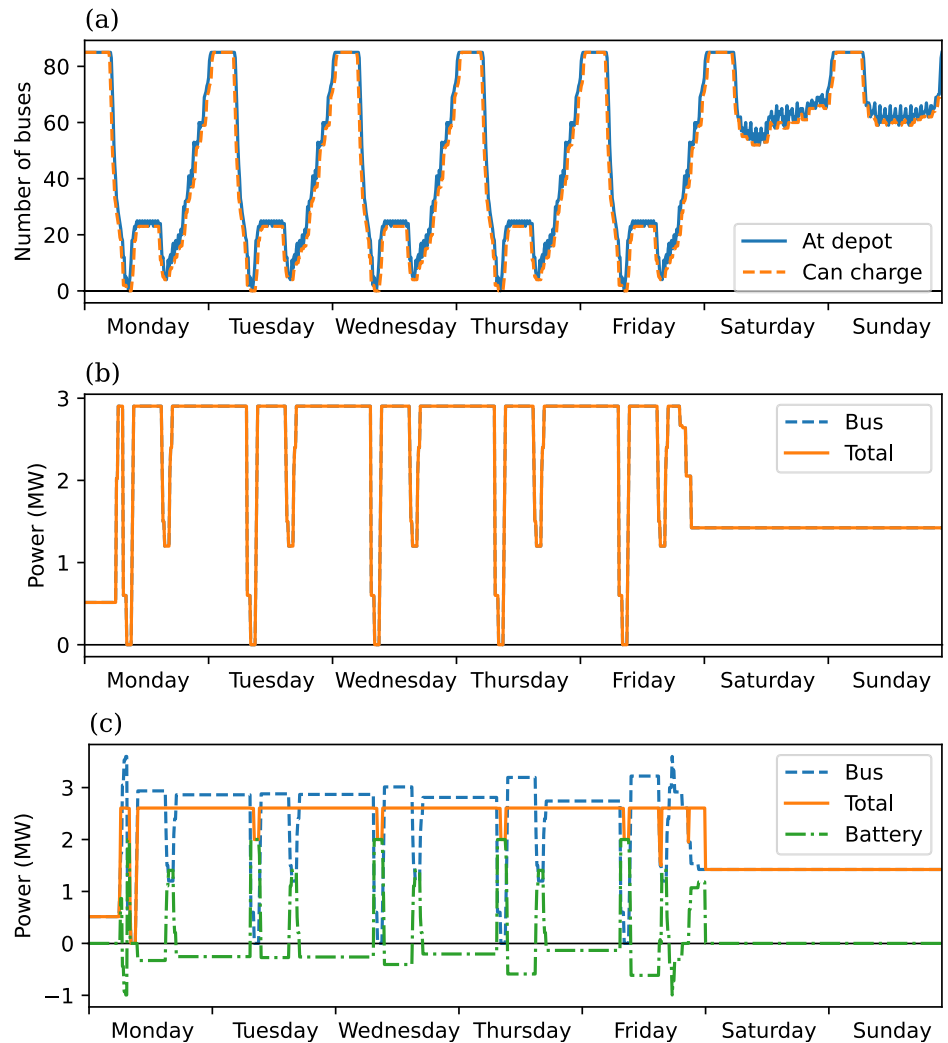 (a)
Number of buses
80
60
40
20
0
At depot
Can charge
Monday Tuesday Wednesday Thursday Friday Saturday Sunday
(b)
Power (MW)
3
2
1
0
Bus
Total
Monday Tuesday Wednesday Thursday Friday Saturday Sunday
(c)
Power (MW)
3
2
1
0
−1
Bus
Total
Battery
Monday Tuesday Wednesday Thursday Friday Saturday Sunday